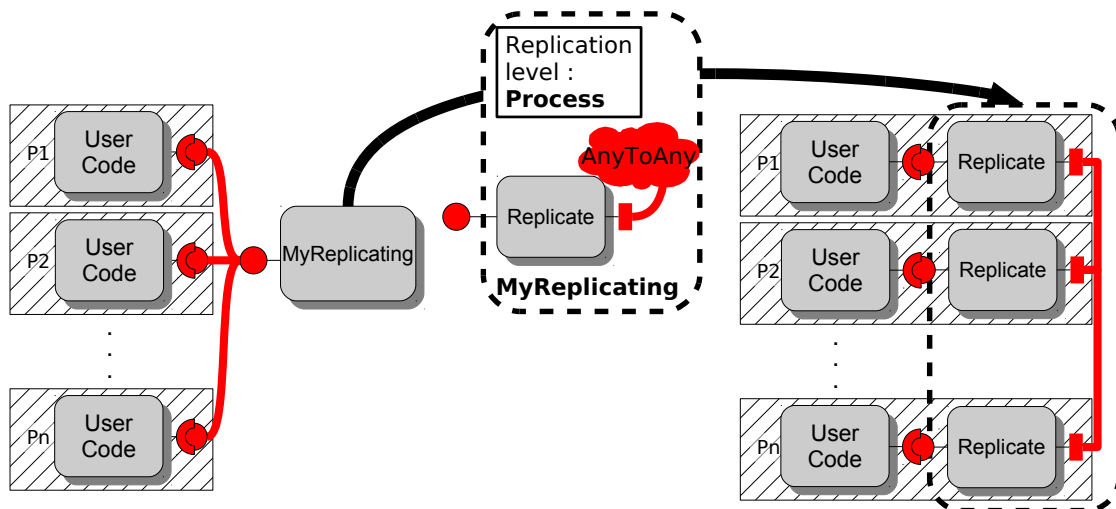 P1
User
Code
P2
User
Code
.
.
.
Pn
User
Code
MyReplicating
Replication
level :
Process
AnyToAny
Replicate
MyReplicating
P1
User
Code
Replicate
P2
User
Code
Replicate
.
.
.
Pn
User
Code
Replicate